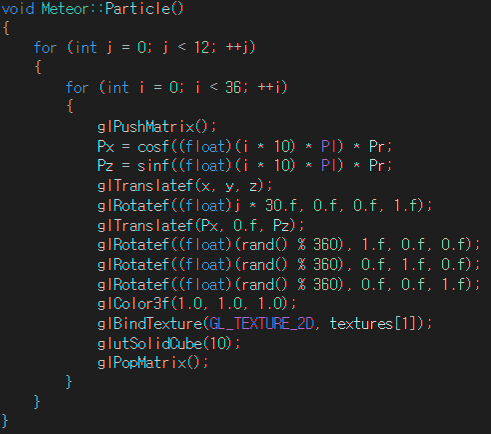 void Meteor::Particle()
{
    for (int j = 0; j < 12; ++j)
    {
        for (int i = 0; i < 36; ++i)
        {
            glPushMatrix();
            Px = cosf((float)(i * 10) * PI) * Pr;
            Pz = sinf((float)(i * 10) * PI) * Pr;
            glTranslatef(x, y, z);
            glRotatef((float)j * 30.f, 0.f, 0.f, 1.f);
            glTranslatef(Px, 0.f, Pz);
            glRotatef((float)(rand() % 360), 1.f, 0.f, 0.f);
            glRotatef((float)(rand() % 360), 0.f, 1.f, 0.f);
            glRotatef((float)(rand() % 360), 0.f, 0.f, 1.f);
            glColor3f(1.0, 1.0, 1.0);
            glBindTexture(GL_TEXTURE_2D, textures[1]);
            glutSolidCube(10);
            glPopMatrix();
        }
    }
}